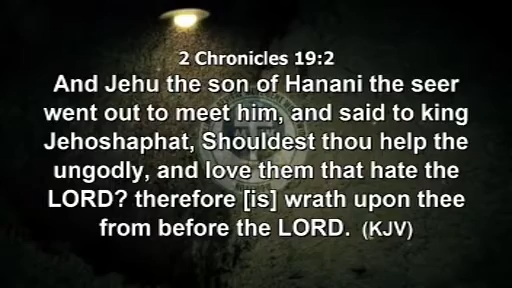 2 Chronicles 19:2
And Jehu the son of Hanani the seer
went out to meet him, and said to king
Jehoshaphat, Shouldest thou help the
ungodly, and love them that hate the
LORD? therefore [is] wrath upon thee
from before the LORD. (KJV)